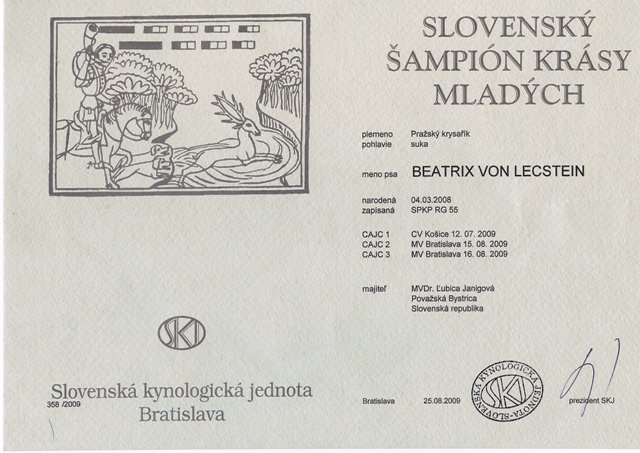 SLOVENSKÝ
ŠAMPIÓN KRÁSY
MLADÝCH
plemeno Pražský krysařík
pohlavie suka
meno psa BEATRIX VON LECSTEIN
narodená 04.03.2008
zapísaná SPKP RG 55
CAJC 1 CV Košice 12. 07. 2009
CAJC 2 MV Bratislava 15. 08. 2009
CAJC 3 MV Bratislava 16. 08. 2009
majiteľ MVDr. Ľubica Janigová
Považská Bystrica
Slovenská republika
SKJ
Slovenská kynologická jednota
358 /2009
Bratislava
Bratislava 25.08.2009
SLOVENSKÁ KYNOLOGICKÁ JEDNOTA
SKJ
prezident SKJ